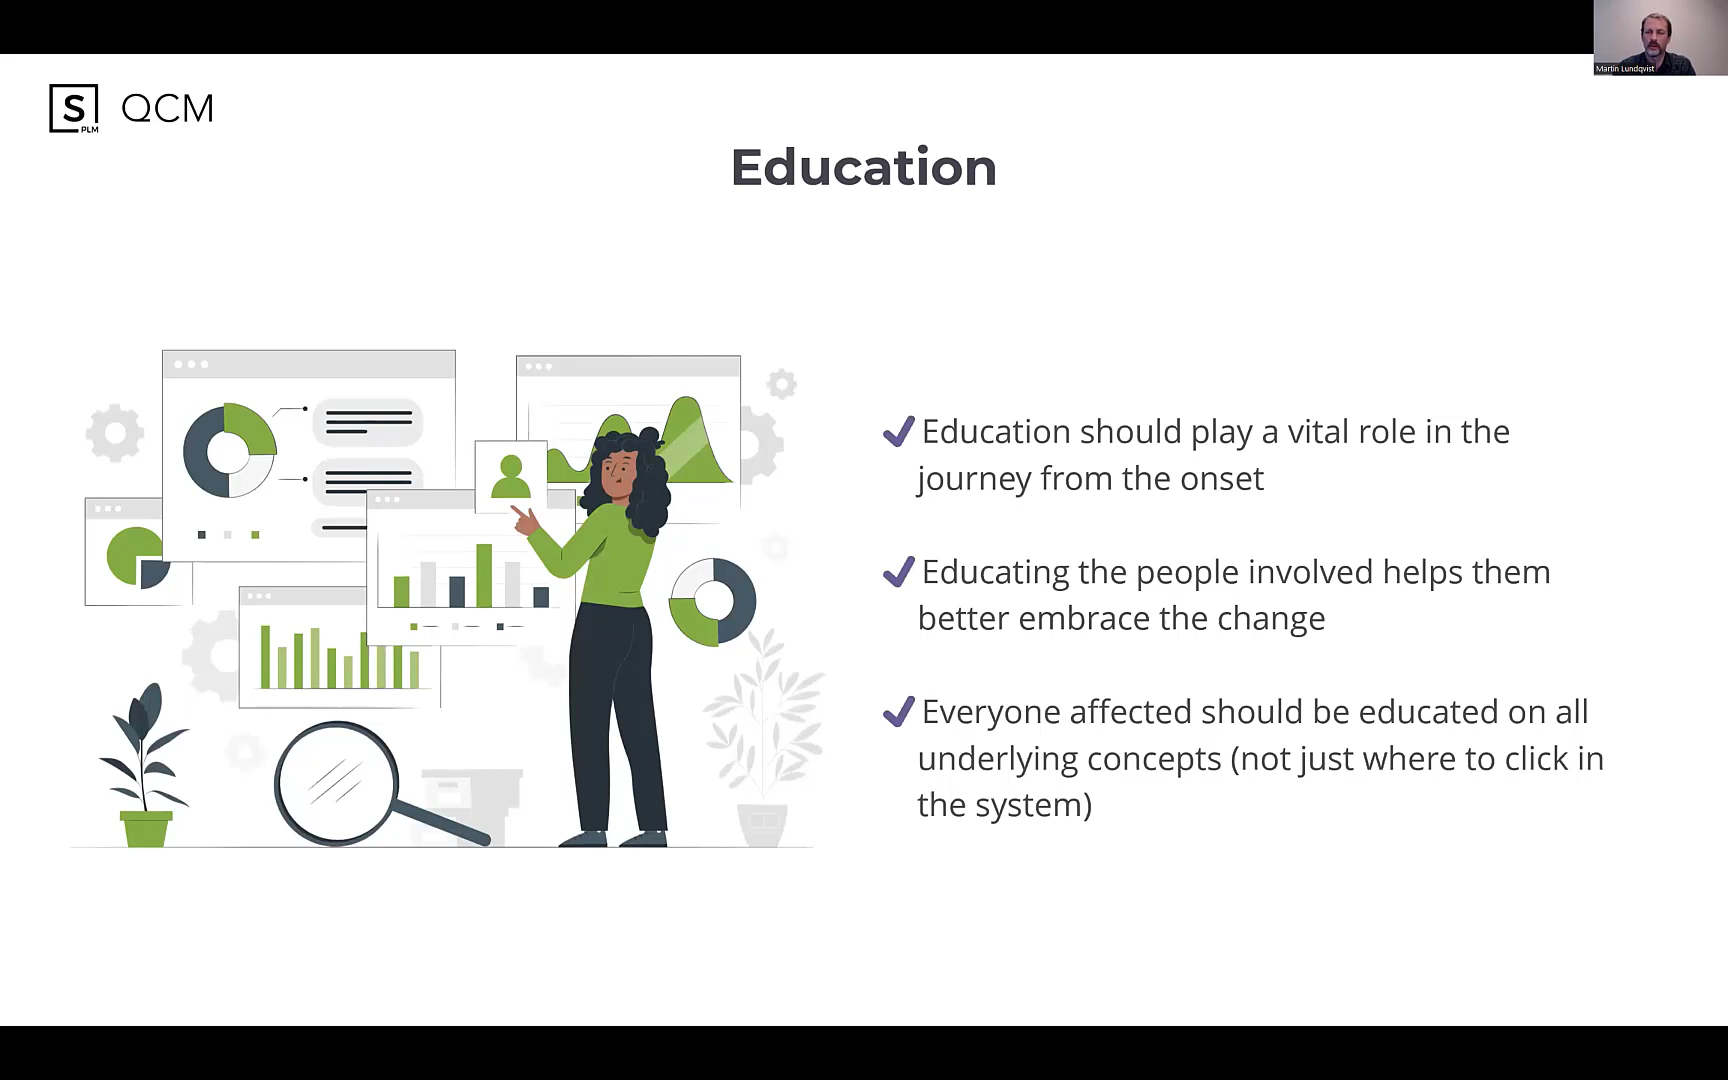 Martin Lundqvist
S
PLM
QCM
Education
Education should play a vital role in the
journey from the onset
Educating the people involved helps them
better embrace the change
Everyone affected should be educated on all
underlying concepts (not just where to click in
the system)